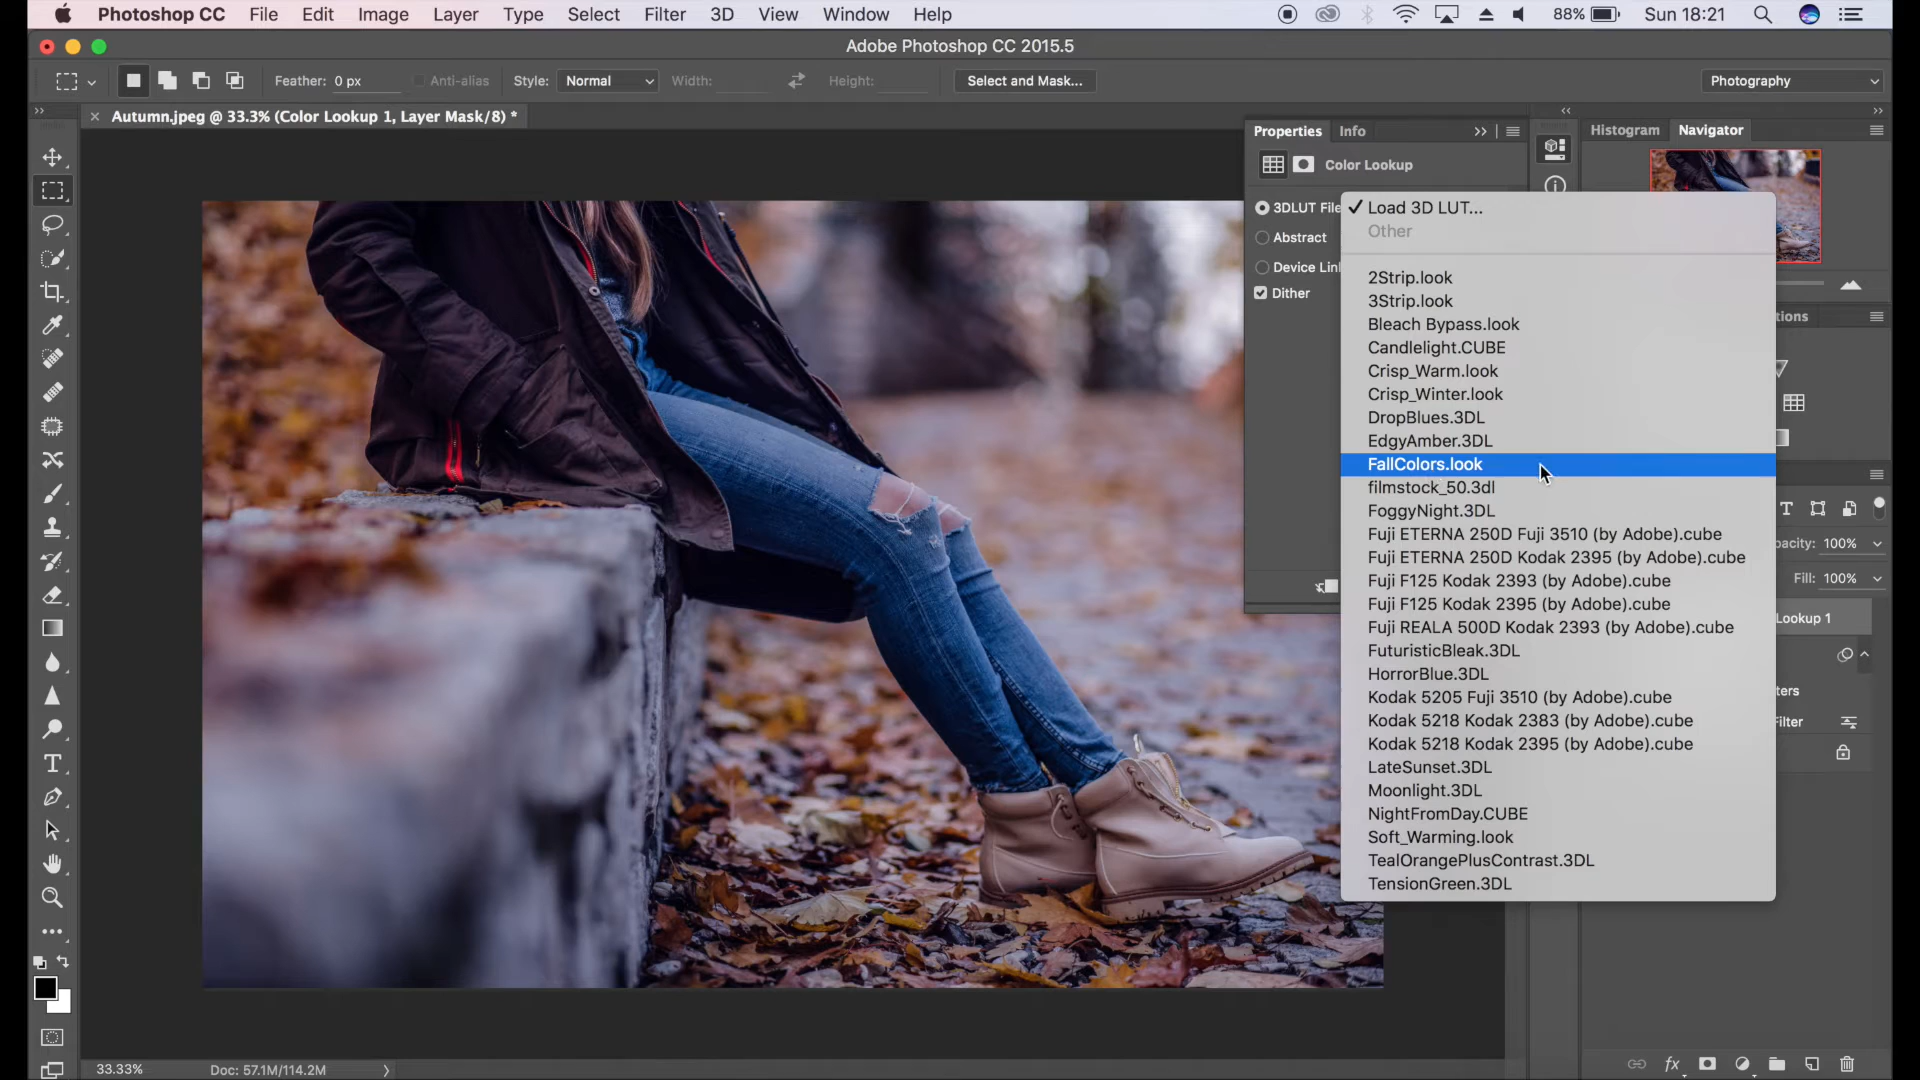 Photoshop CC File Edit Image Layer Type Select Filter 3D View Window Help 88% Sun 18:21
Adobe Photoshop CC 2015.5
Feather: 0 px Anti-alias Style: Normal Width: Height: Select and Mask... Photography
× Autumn.jpeg @ 33.3% (Color Lookup 1, Layer Mask/8) *
Properties Info
Histogram Navigator
Color Lookup
3DLUT File
Abstract
Device Lin
Dither
✓ Load 3D LUT...
Other
2Strip.look
3Strip.look
Bleach Bypass.look
Candlelight.CUBE
Crisp_Warm.look
Crisp_Winter.look
DropBlues.3DL
EdgyAmber.3DL
FallColors.look
filmstock_50.3dl
FoggyNight.3DL
Fuji ETERNA 250D Fuji 3510 (by Adobe).cube
Fuji ETERNA 250D Kodak 2395 (by Adobe).cube
Fuji F125 Kodak 2393 (by Adobe).cube
Fuji F125 Kodak 2395 (by Adobe).cube
Fuji REALA 500D Kodak 2393 (by Adobe).cube
FuturisticBleak.3DL
HorrorBlue.3DL
Kodak 5205 Fuji 3510 (by Adobe).cube
Kodak 5218 Kodak 2383 (by Adobe).cube
Kodak 5218 Kodak 2395 (by Adobe).cube
LateSunset.3DL
Moonlight.3DL
NightFromDay.CUBE
Soft_Warming.look
TealOrangePlusContrast.3DL
TensionGreen.3DL
tions
pacity: 100%
Fill: 100%
Lookup 1
ters
Filter
fx
33.33% Doc: 57.1M/114.2M